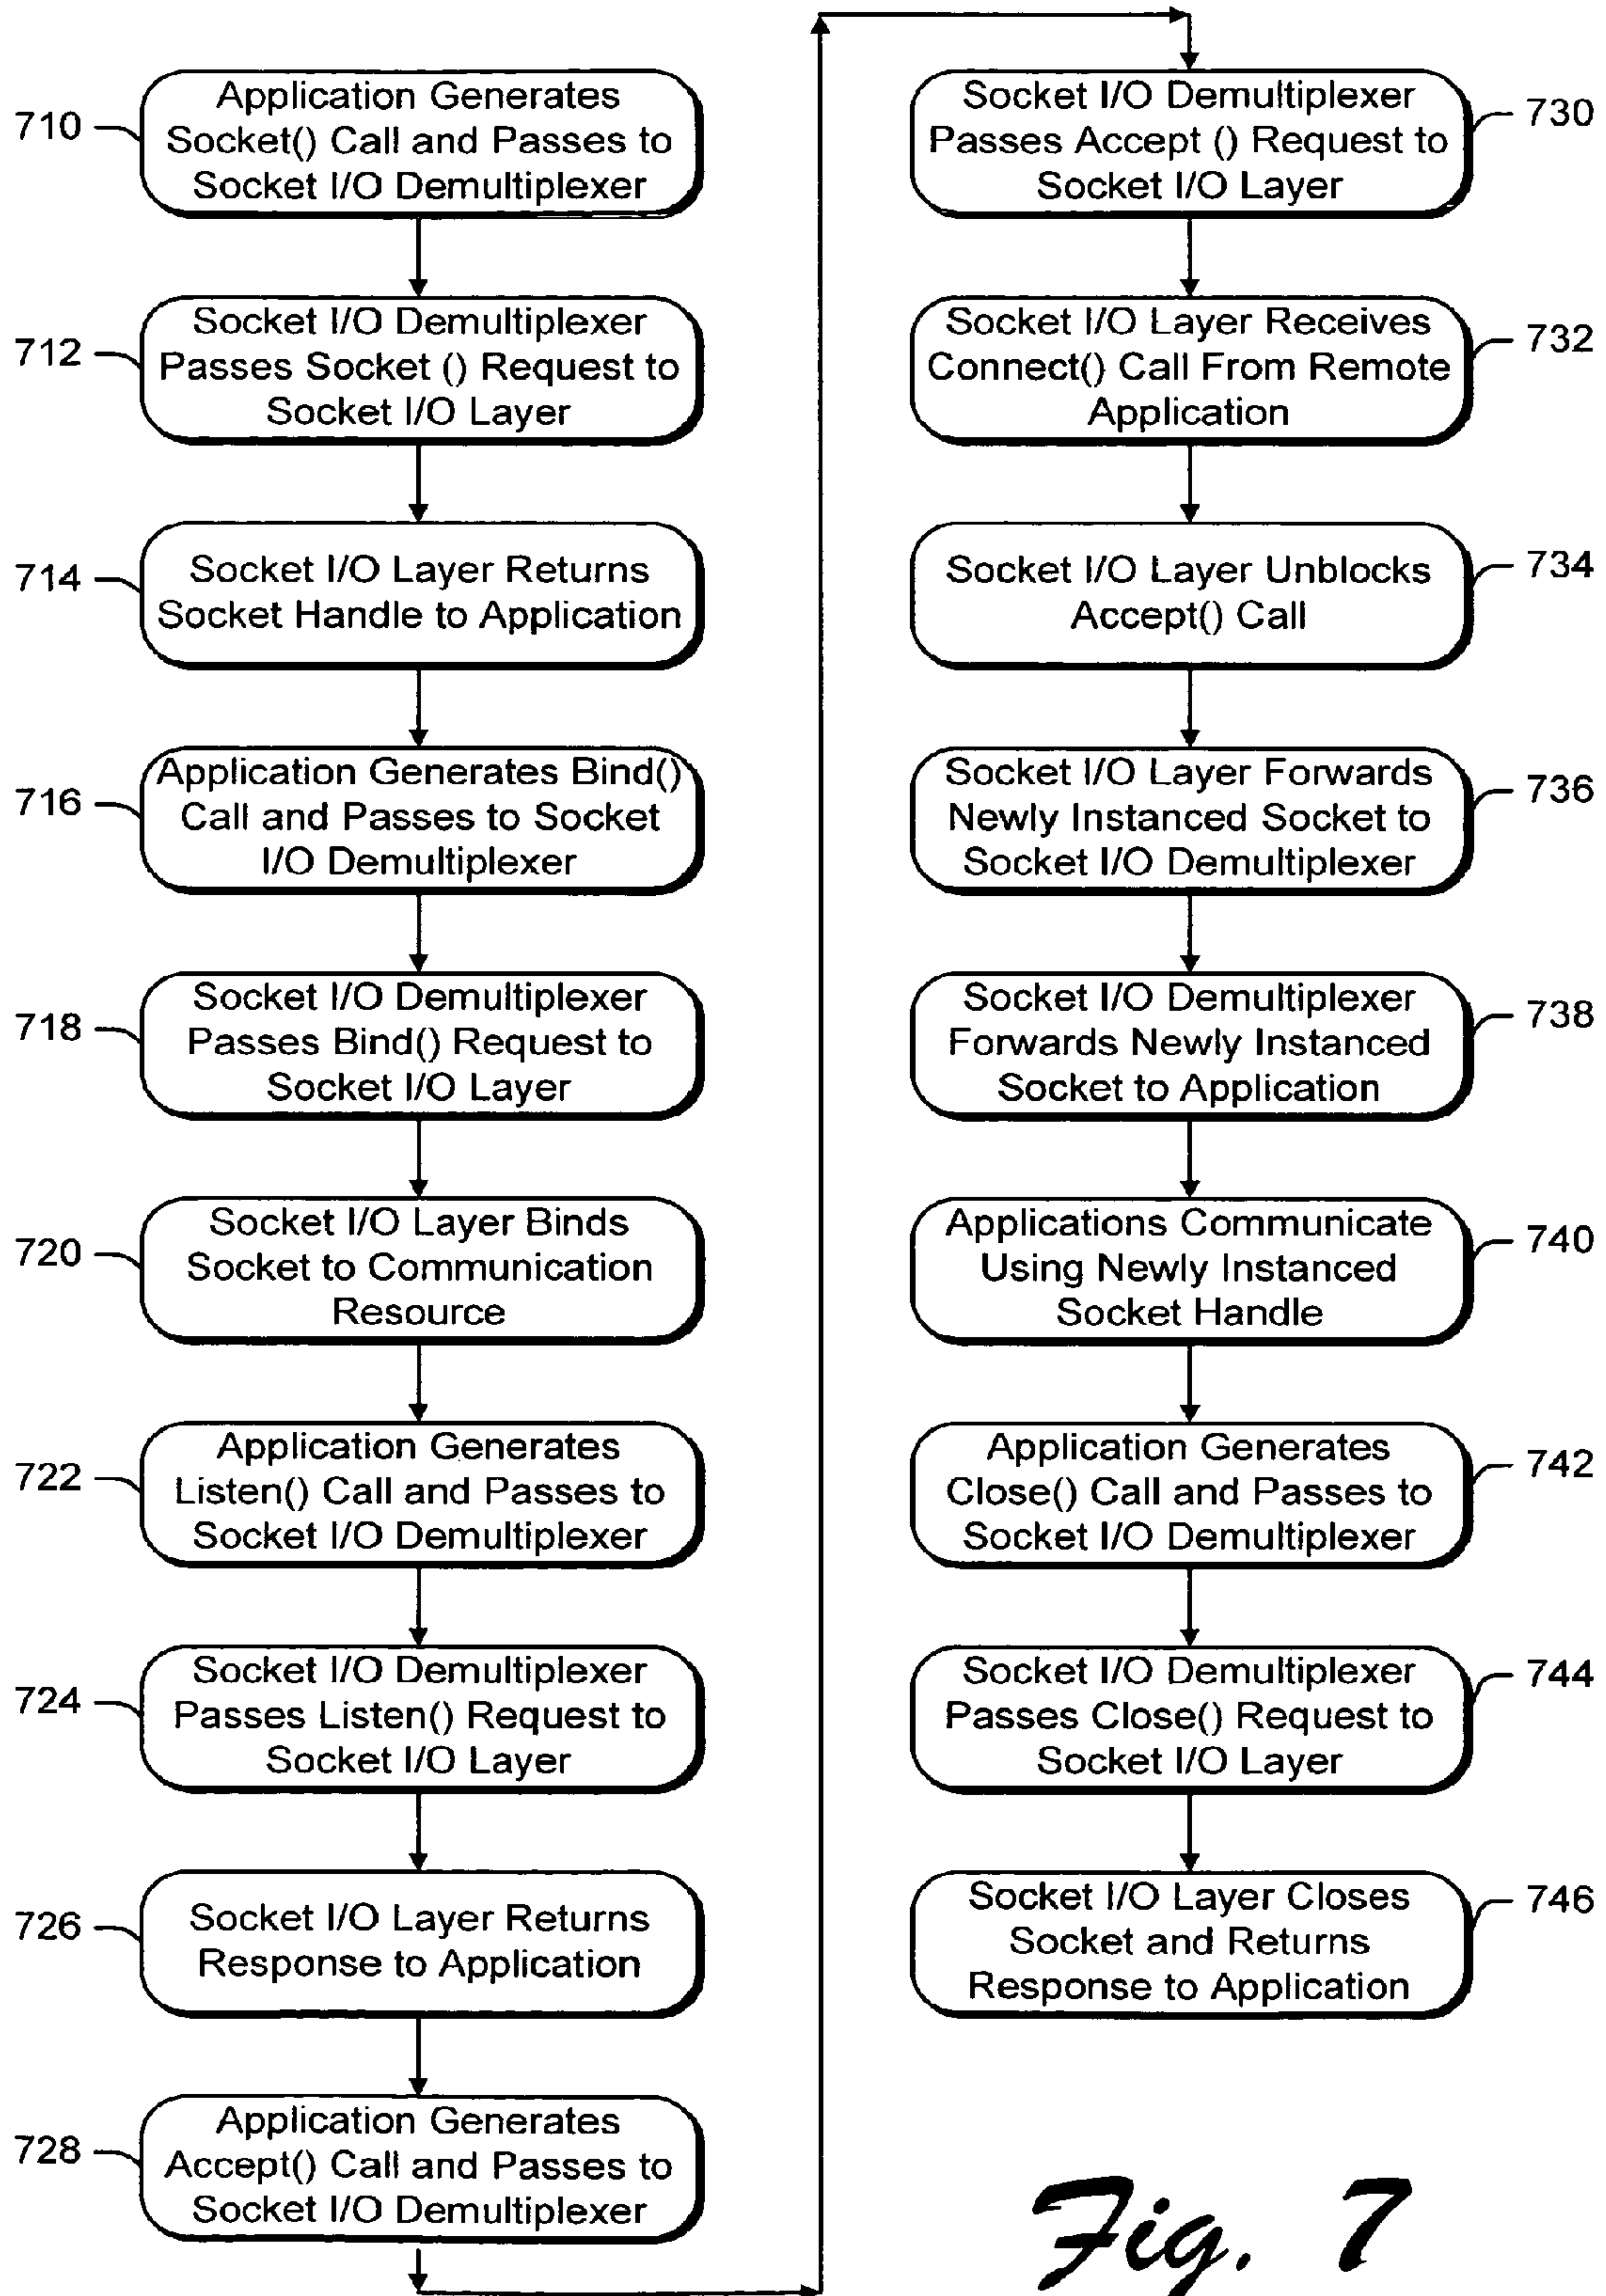 710
Application Generates
Socket() Call and Passes to
Socket I/O Demultiplexer
712
Socket I/O Demultiplexer
Passes Socket () Request to
Socket I/O Layer
714
Socket I/O Layer Returns
Socket Handle to Application
716
Application Generates Bind()
Call and Passes to Socket
I/O Demultiplexer
718
Socket I/O Demultiplexer
Passes Bind() Request to
Socket I/O Layer
720
Socket I/O Layer Binds
Socket to Communication
Resource
722
Application Generates
Listen() Call and Passes to
Socket I/O Demultiplexer
724
Socket I/O Demultiplexer
Passes Listen() Request to
Socket I/O Layer
726
Socket I/O Layer Returns
Response to Application
728
Application Generates
Accept() Call and Passes to
Socket I/O Demultiplexer
730
Socket I/O Demultiplexer
Passes Accept () Request to
Socket I/O Layer
732
Socket I/O Layer Receives
Connect() Call From Remote
Application
734
Socket I/O Layer Unblocks
Accept() Call
736
Socket I/O Layer Forwards
Newly Instanced Socket to
Socket I/O Demultiplexer
738
Socket I/O Demultiplexer
Forwards Newly Instanced
Socket to Application
740
Applications Communicate
Using Newly Instanced
Socket Handle
742
Application Generates
Close() Call and Passes to
Socket I/O Demultiplexer
744
Socket I/O Demultiplexer
Passes Close() Request to
Socket I/O Layer
746
Socket I/O Layer Closes
Socket and Returns
Response to Application
Fig. 7